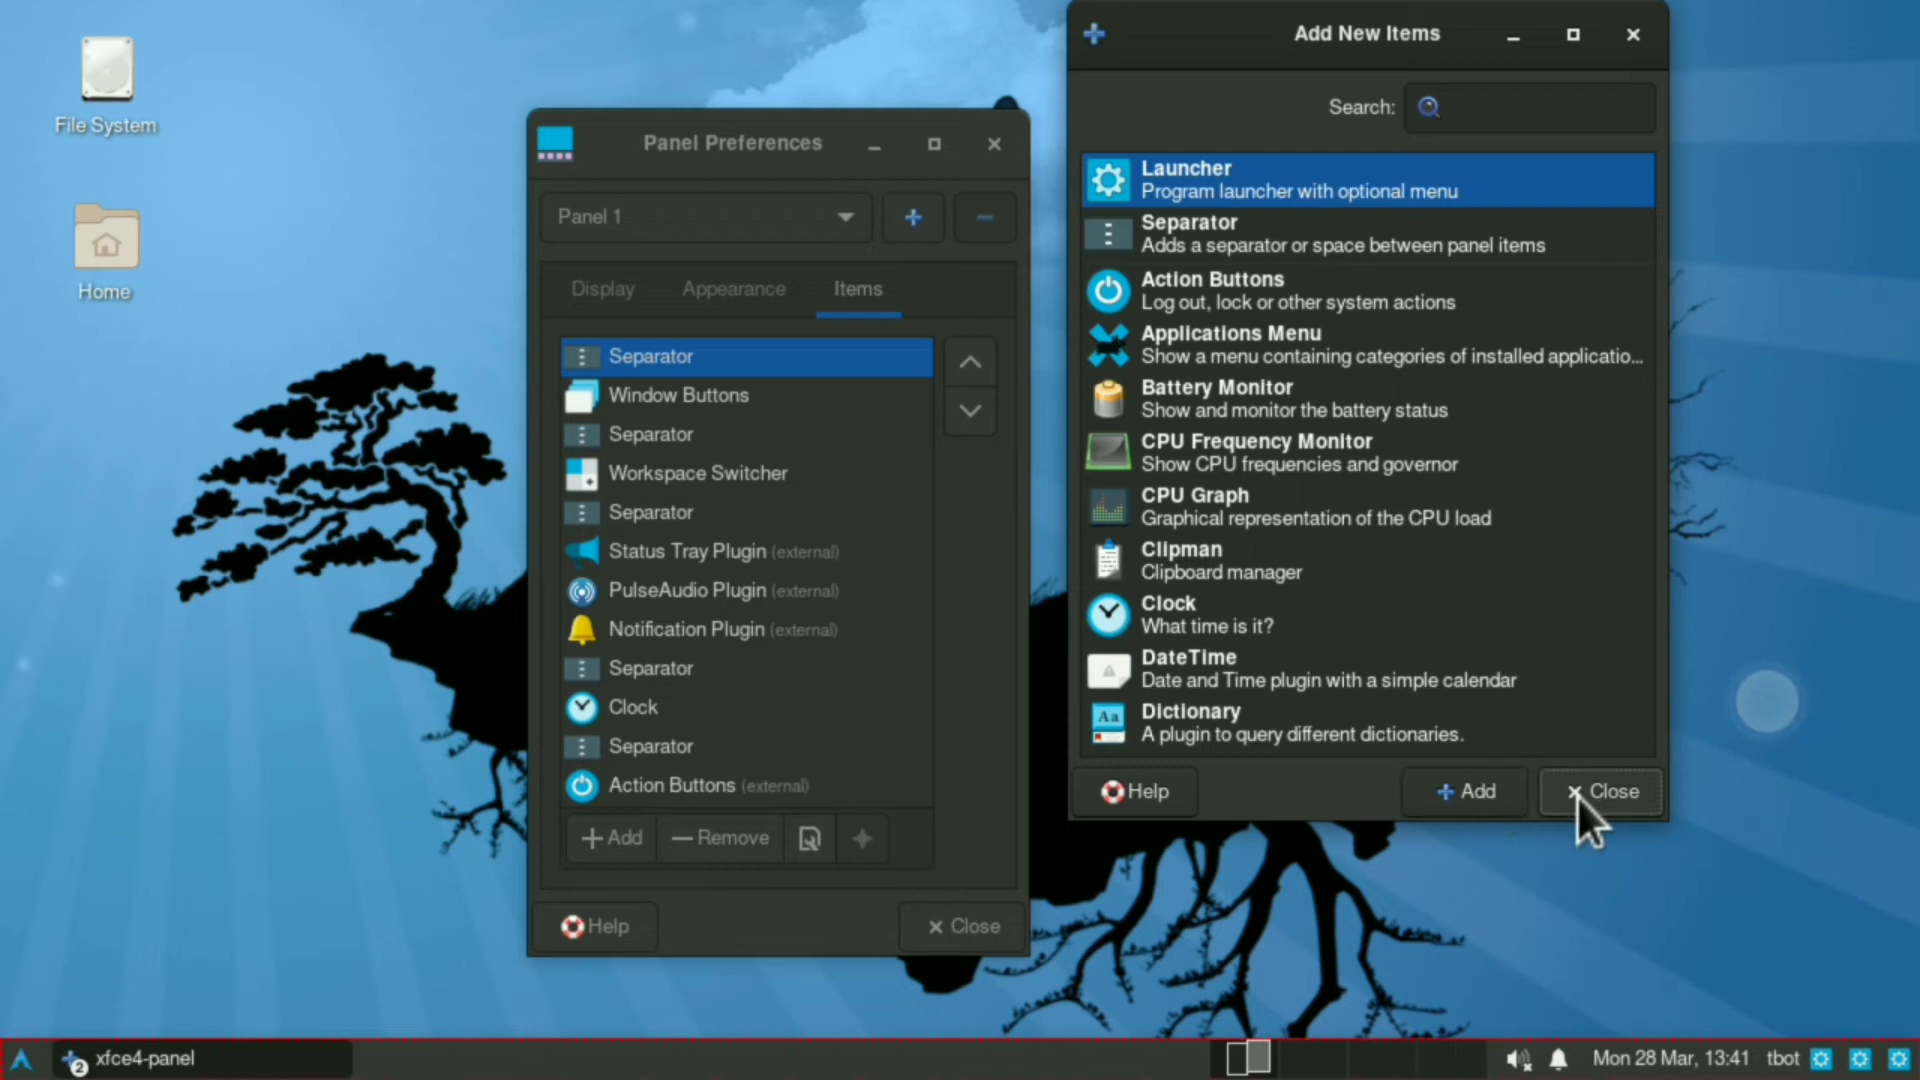 File System
Home
Panel Preferences
Panel 1
Display
Appearance
Items
Separator
Window Buttons
Separator
Workspace Switcher
Separator
Status Tray Plugin (external)
PulseAudio Plugin (external)
Notification Plugin (external)
Separator
Clock
Separator
Action Buttons (external)
Add
Remove
Help
Close
Add New Items
Search:
Launcher
Program launcher with optional menu
Separator
Adds a separator or space between panel items
Action Buttons
Log out, lock or other system actions
Applications Menu
Show a menu containing categories of installed applicatio...
Battery Monitor
Show and monitor the battery status
CPU Frequency Monitor
Show CPU frequencies and governor
CPU Graph
Graphical representation of the CPU load
Clipman
Clipboard manager
Clock
What time is it?
DateTime
Date and Time plugin with a simple calendar
Aa
Dictionary
A plugin to query different dictionaries.
Help
Add
Close
2
xfce4-panel
Mon 28 Mar, 13:41
tbot